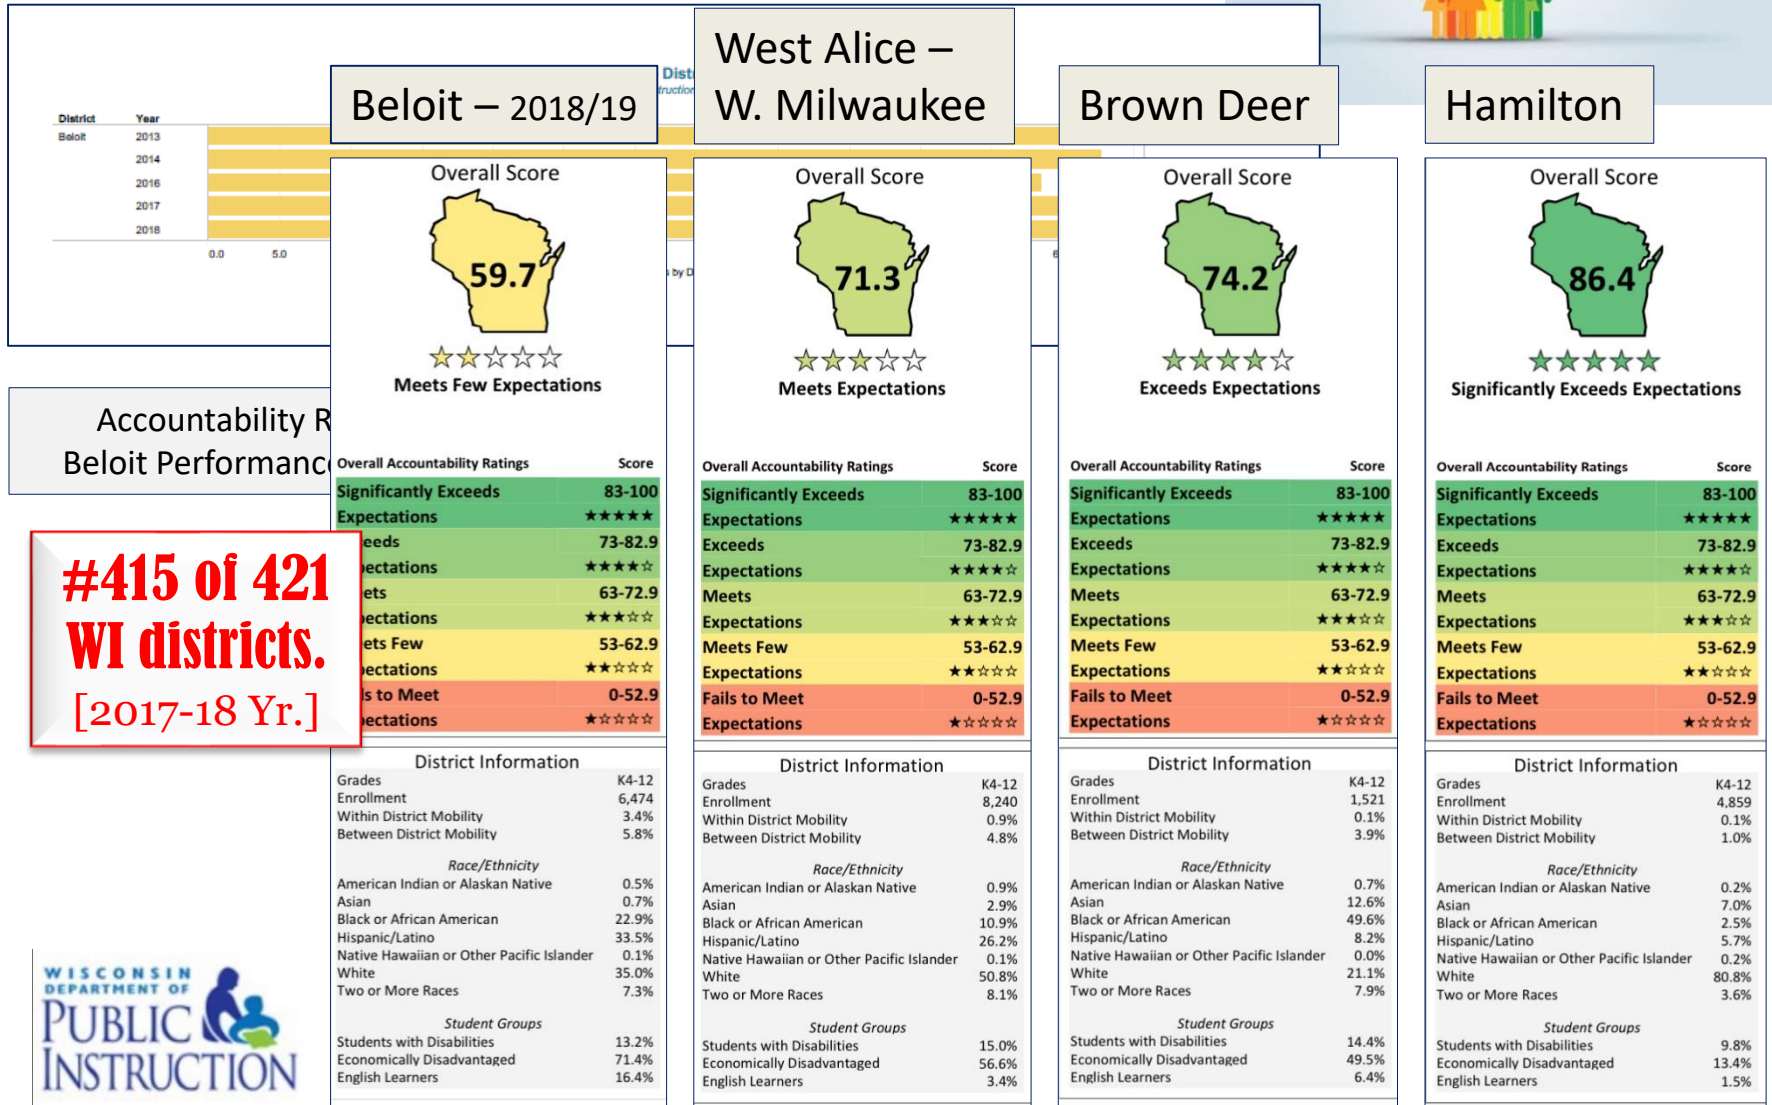 West Alice –
W. Milwaukee
Beloit – 2018/19
Brown Deer
Hamilton
District Year
Beloit 2013
2014
2016
2017
2018
0.0 5.0
by D
Accountability R
Beloit Performance
#415 of 421
WI districts.
[2017-18 Yr.]
WISCONSIN
DEPARTMENT OF
PUBLIC
INSTRUCTION
Overall Score
59.7
Meets Few Expectations
Overall Accountability Ratings Score
Significantly Exceeds 83-100
Expectations ★★★★★
eeds 73-82.9
pectations ★★★★☆
ets 63-72.9
pectations ★★★☆☆
ets Few 53-62.9
pectations ★★☆☆☆
ls to Meet 0-52.9
pectations ★☆☆☆☆
District Information
Grades K4-12
Enrollment 6,474
Within District Mobility 3.4%
Between District Mobility 5.8%
Race/Ethnicity
American Indian or Alaskan Native 0.5%
Asian 0.7%
Black or African American 22.9%
Hispanic/Latino 33.5%
Native Hawaiian or Other Pacific Islander 0.1%
White 35.0%
Two or More Races 7.3%
Student Groups
Students with Disabilities 13.2%
Economically Disadvantaged 71.4%
English Learners 16.4%
Overall Score
71.3
Meets Expectations
Overall Accountability Ratings Score
Significantly Exceeds 83-100
Expectations ★★★★★
Exceeds 73-82.9
Expectations ★★★★☆
Meets 63-72.9
Expectations ★★★☆☆
Meets Few 53-62.9
Expectations ★★☆☆☆
Fails to Meet 0-52.9
Expectations ★☆☆☆☆
District Information
Grades K4-12
Enrollment 8,240
Within District Mobility 0.9%
Between District Mobility 4.8%
Race/Ethnicity
American Indian or Alaskan Native 0.9%
Asian 2.9%
Black or African American 10.9%
Hispanic/Latino 26.2%
Native Hawaiian or Other Pacific Islander 0.1%
White 50.8%
Two or More Races 8.1%
Student Groups
Students with Disabilities 15.0%
Economically Disadvantaged 56.6%
English Learners 3.4%
Overall Score
74.2
Exceeds Expectations
Overall Accountability Ratings Score
Significantly Exceeds 83-100
Expectations ★★★★★
Exceeds 73-82.9
Expectations ★★★★☆
Meets 63-72.9
Expectations ★★★☆☆
Meets Few 53-62.9
Expectations ★★☆☆☆
Fails to Meet 0-52.9
Expectations ★☆☆☆☆
District Information
Grades K4-12
Enrollment 1,521
Within District Mobility 0.1%
Between District Mobility 3.9%
Race/Ethnicity
American Indian or Alaskan Native 0.7%
Asian 12.6%
Black or African American 49.6%
Hispanic/Latino 8.2%
Native Hawaiian or Other Pacific Islander 0.0%
White 21.1%
Two or More Races 7.9%
Student Groups
Students with Disabilities 14.4%
Economically Disadvantaged 49.5%
English Learners 6.4%
Overall Score
86.4
Significantly Exceeds Expectations
Overall Accountability Ratings Score
Significantly Exceeds 83-100
Expectations ★★★★★
Exceeds 73-82.9
Expectations ★★★★☆
Meets 63-72.9
Expectations ★★★☆☆
Meets Few 53-62.9
Expectations ★★☆☆☆
Fails to Meet 0-52.9
Expectations ★☆☆☆☆
District Information
Grades K4-12
Enrollment 4,859
Within District Mobility 0.1%
Between District Mobility 1.0%
Race/Ethnicity
American Indian or Alaskan Native 0.2%
Asian 7.0%
Black or African American 2.5%
Hispanic/Latino 5.7%
Native Hawaiian or Other Pacific Islander 0.2%
White 80.8%
Two or More Races 3.6%
Student Groups
Students with Disabilities 9.8%
Economically Disadvantaged 13.4%
English Learners 1.5%